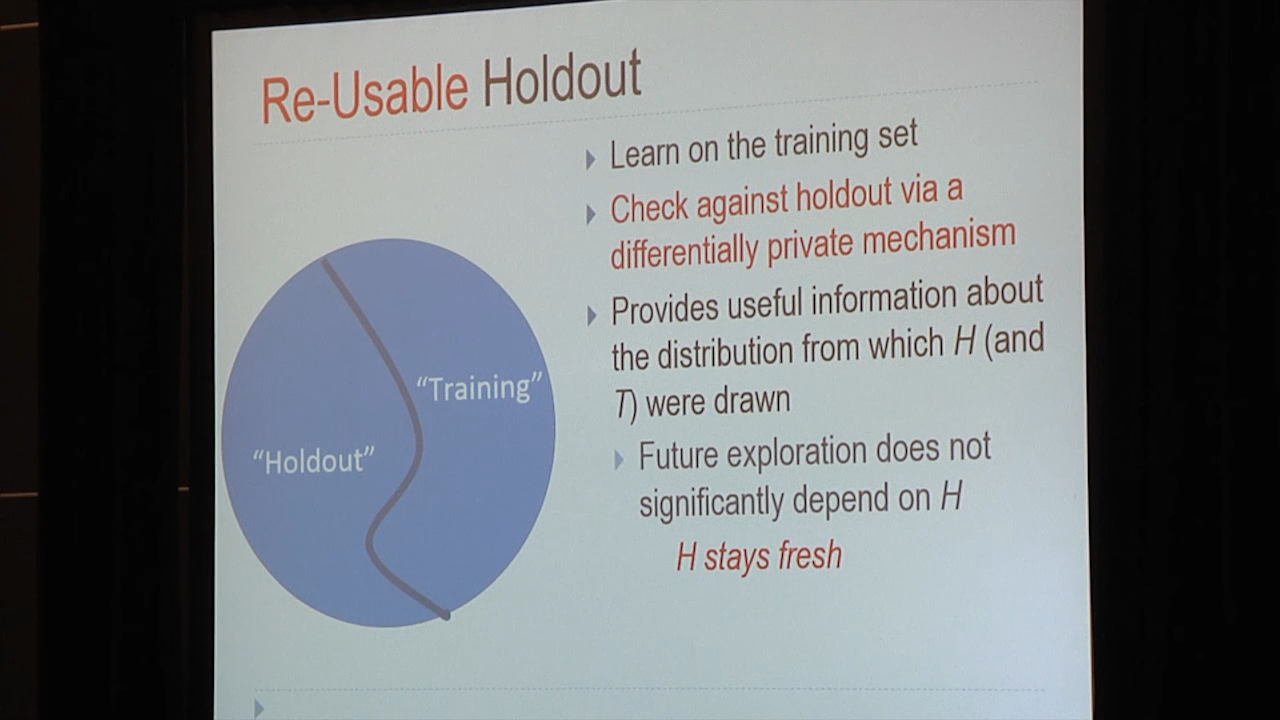 Re-Usable Holdout
Learn on the training set
Check against holdout via a
differentially private mechanism
Provides useful information about
the distribution from which H (and
T) were drawn
Future exploration does not
significantly depend on H
H stays fresh
“Training”
“Holdout”